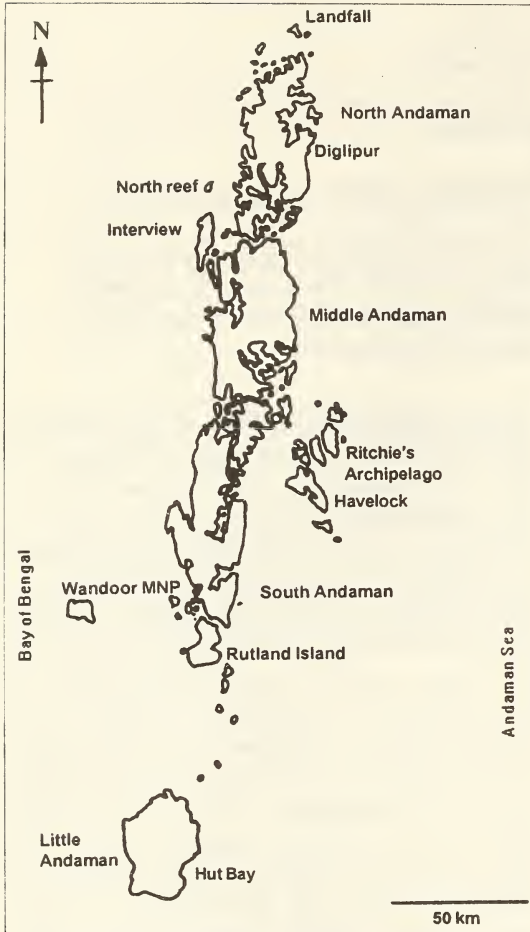 Landfall
N
North Andaman
Diglipur
North reef
Interview
Middle Andaman
Ritchie's
Archipelago
Havelock
Wandoor MNP
South Andaman
Bay of Bengal
Rutland Island
Andaman Sea
Little
Andaman
Hut Bay
50 km